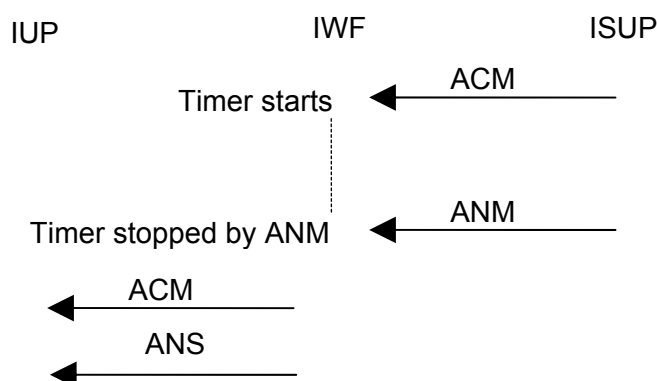 IUP IWF ISUP
ACM
Timer starts
ANM
Timer stopped by ANM
ACM
ANS